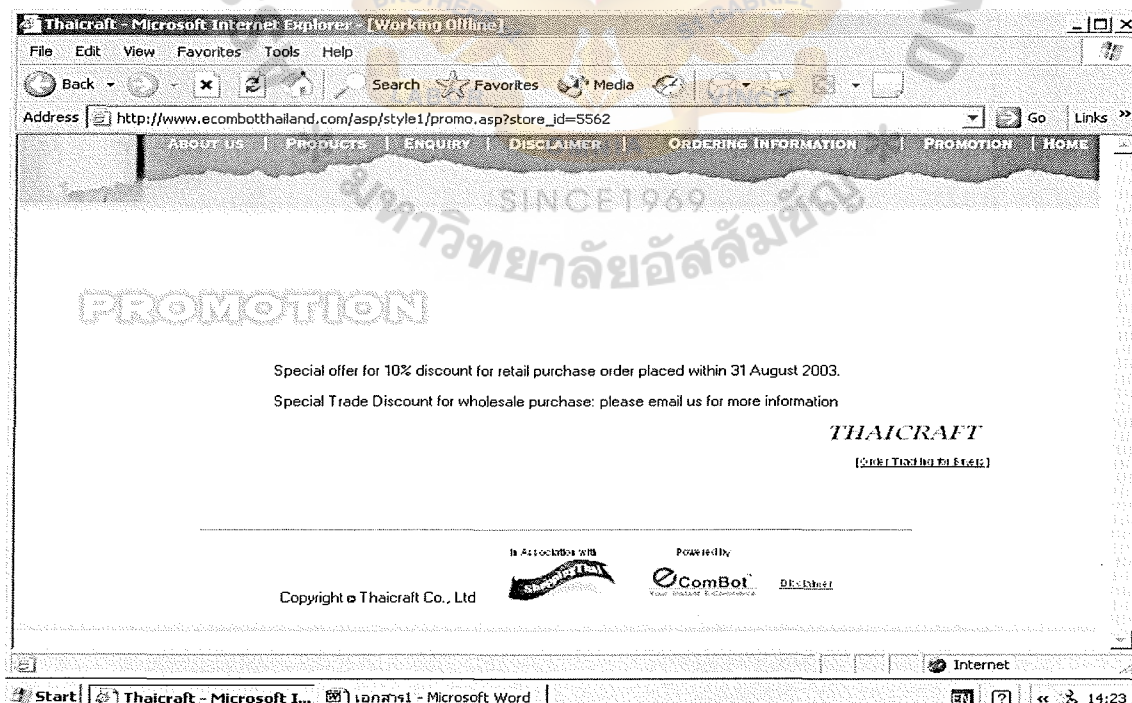 Thaicraft - Microsoft Internet Explorer - [Working Offline]
File Edit View Favorites Tools Help
Back Search Favorites Media
Address http://www.ecombotthailand.com/asp/style1/promo.asp?store_id=5562 Go Links »
ABOUT US | PRODUCTS | ENQUIRY | DISCLAIMER | ORDERING INFORMATION | PROMOTION | HOME
SINCE1969
มหาวิทยาลัยอัสสัมชัญ
PROMOTION
Special offer for 10% discount for retail purchase order placed within 31 August 2003.
Special Trade Discount for wholesale purchase: please email us for more information
THAICRAFT
[Order Tracking for Buyers]
In Association with Powered by
ShoppingThai eComBot Disclaimer
Your Instant E-Commerce
Copyright © Thaicraft Co., Ltd
Internet
Start Thaicraft - Microsoft I... เอกสาร1 - Microsoft Word EN ? « 14:23